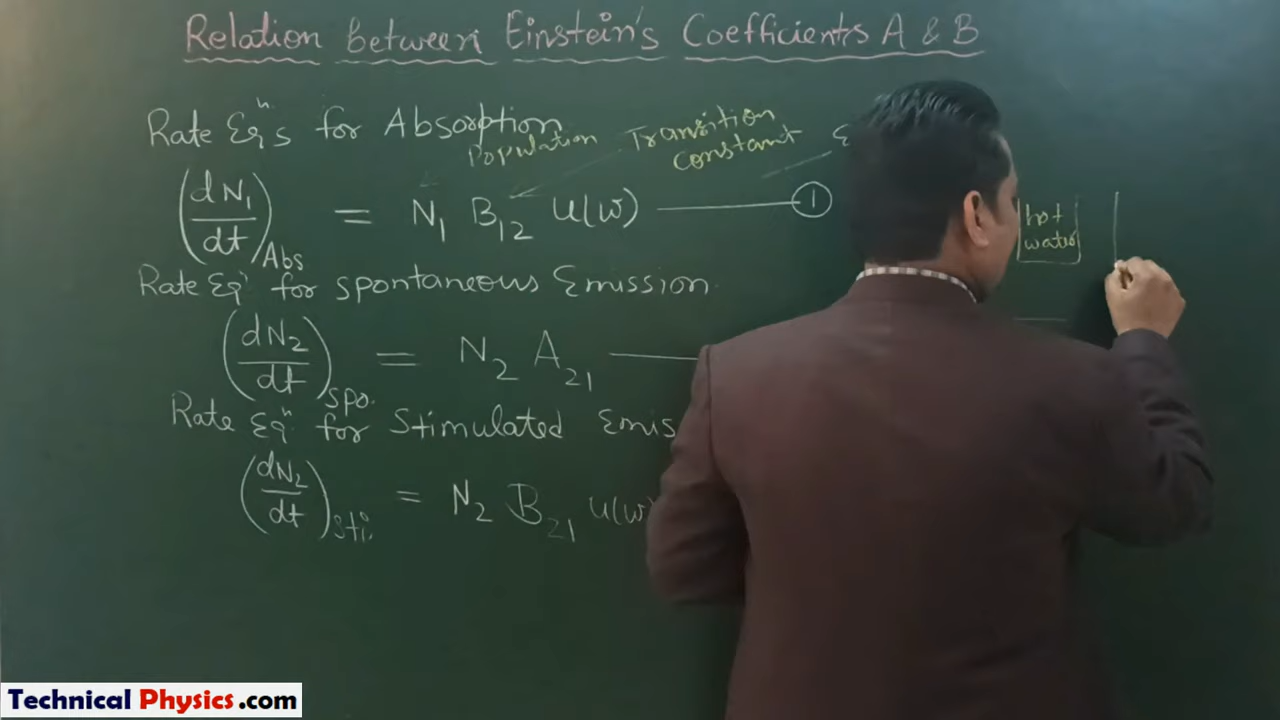 Relation between Einstein's Coefficients A & B
Rate Eqⁿs for Absorption
Population
Transition
constant
(dN₁/dt)Abs = N₁ B₁₂ u(w) ——— ①
hot
water
Rate Eqⁿ for spontaneous Emission
(dN₂/dt)spo. = N₂ A₂₁ ———
Rate Eqⁿ for Stimulated Emiss
(dN₂/dt)sti. = N₂ B₂₁ u(w)
Technical Physics.com